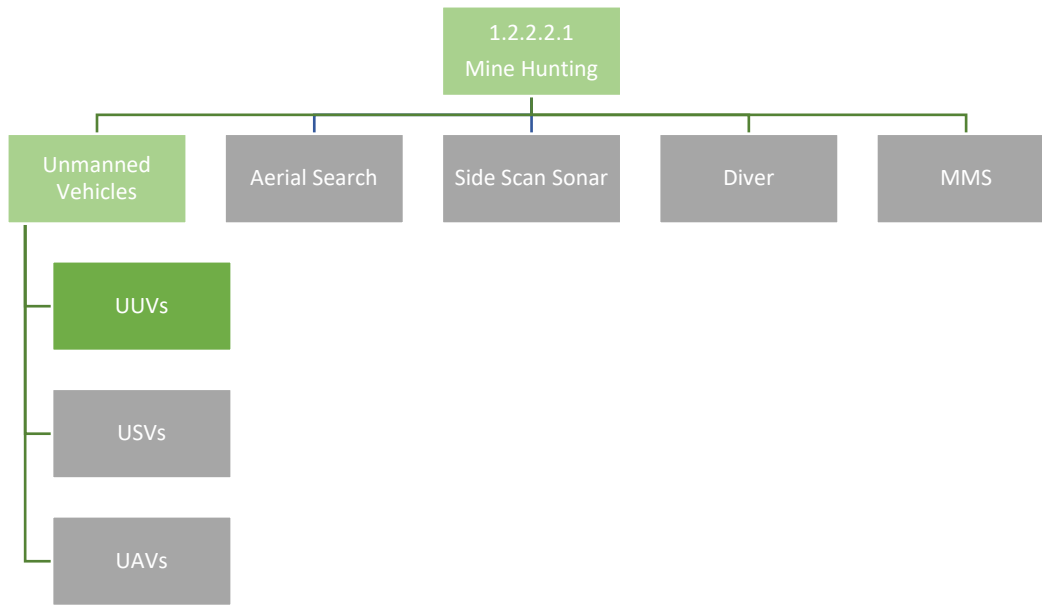 1.2.2.2.1
Mine Hunting
Unmanned
Vehicles
Aerial Search
Side Scan Sonar
Diver
MMS
UUVs
USVs
UAVs